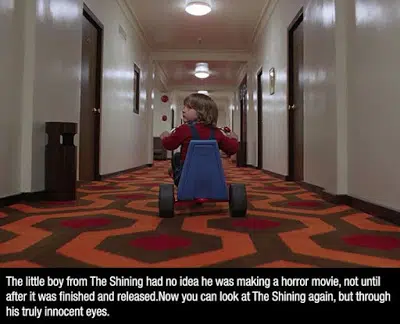 The little boy from The Shining had no idea he was making a horror movie, not until
after it was finished and released.Now you can look at The Shining again, but through
his truly innocent eyes.